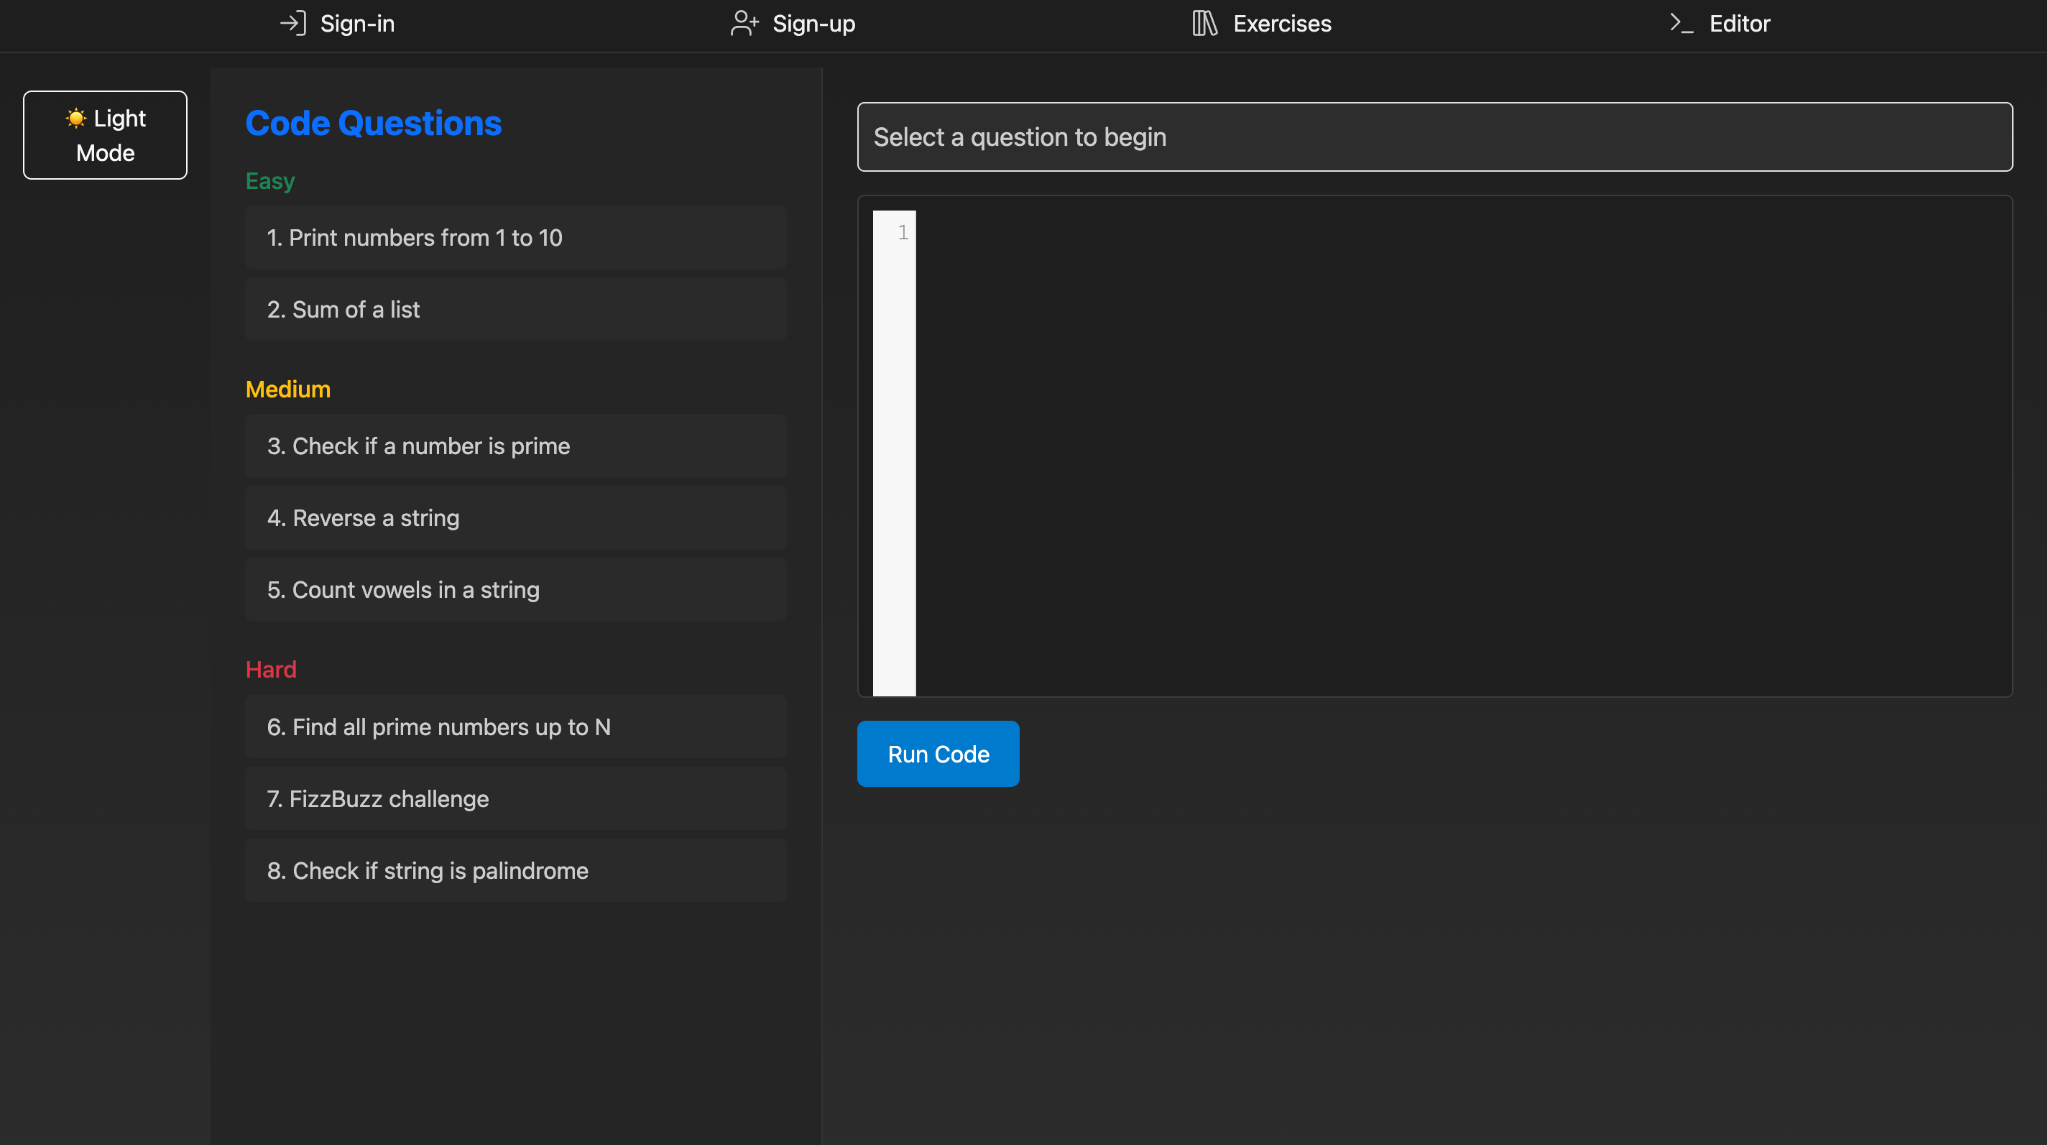 Sign-in
Sign-up
Exercises
Editor
☀️ Light
Mode
Code Questions
Easy
1. Print numbers from 1 to 10
2. Sum of a list
Medium
3. Check if a number is prime
4. Reverse a string
5. Count vowels in a string
Hard
6. Find all prime numbers up to N
7. FizzBuzz challenge
8. Check if string is palindrome
Select a question to begin
1
Run Code